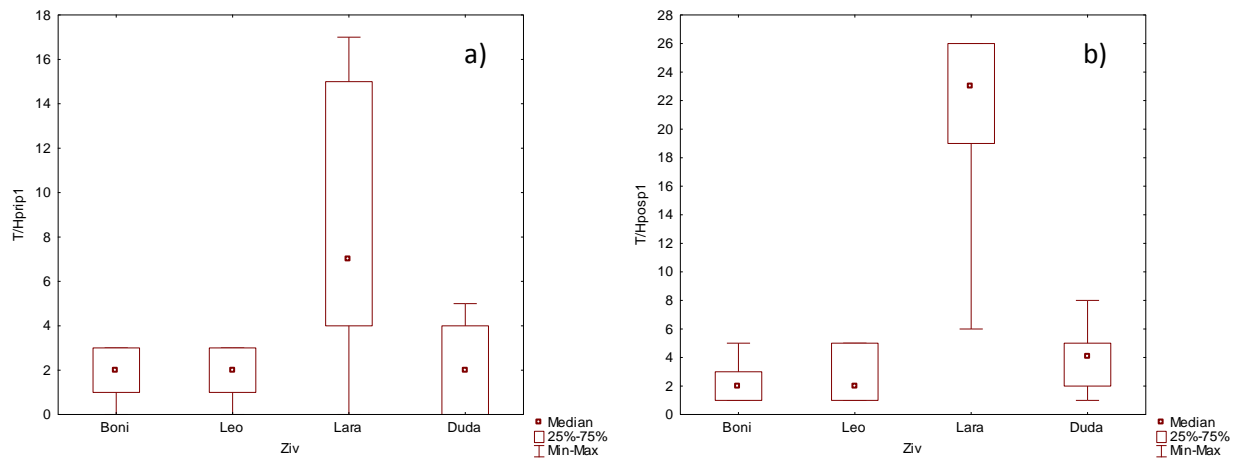 a)
18
16
14
12
10
8
6
4
2
0
T/Hprip1
Boni Leo Lara Duda
Ziv
Median
25%-75%
Min-Max
b)
28
26
24
22
20
18
16
14
12
10
8
6
4
2
0
T/Hposp1
Boni Leo Lara Duda
Ziv
Median
25%-75%
Min-Max